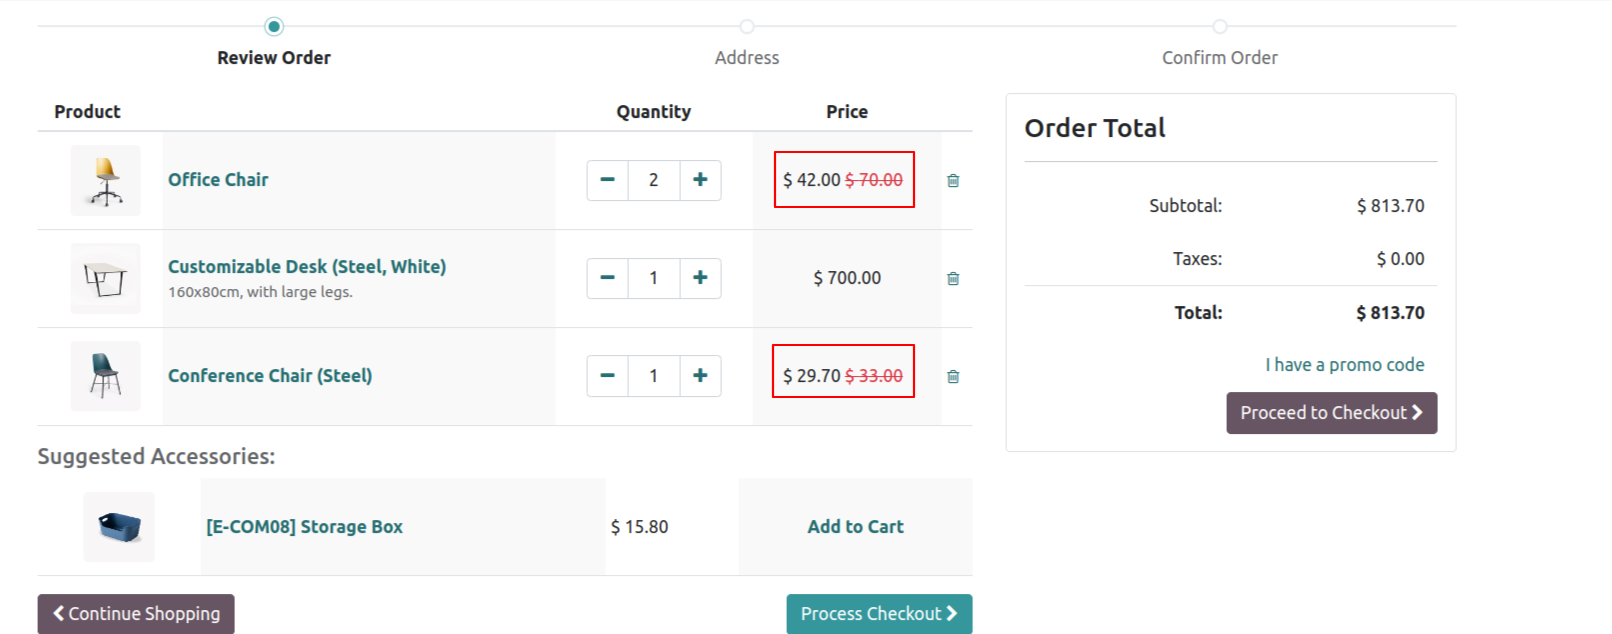 Review Order Address Confirm Order
Product Quantity Price
Office Chair 2 $ 42.00 $ 70.00
Customizable Desk (Steel, White)
160x80cm, with large legs.
1 $ 700.00
Conference Chair (Steel) 1 $ 29.70 $ 33.00
Suggested Accessories:
[E-COM08] Storage Box $ 15.80 Add to Cart
Continue Shopping Process Checkout
Order Total
Subtotal: $ 813.70
Taxes: $ 0.00
Total: $ 813.70
I have a promo code
Proceed to Checkout